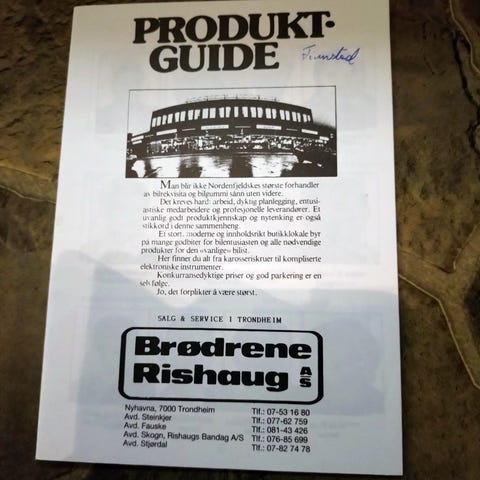 PRODUKT-
GUIDE
Man blir ikke Nordenfjeldskes største forhandler
av bilrekvisita og bilgummi sånn uten videre.
Det kreves hardt arbeid, dyktig planlegging, entusi-
astiske medarbeidere og profesjonelle leverandører. Et
uvanlig godt produktkjennskap og nytenking er også
stikkord i denne sammenheng.
Et stort, moderne og innholdsrikt butikklokale byr
på mange godbiter for bilentusiasten og alle nødvendige
produkter for den «vanlige» bilist.
Her finner du alt fra karosseriskruer til kompliserte
elektroniske instrumenter.
Konkurransedyktige priser og god parkering er en
selvfølge.
Jo, det forplikter å være størst.
SALG & SERVICE I TRONDHEIM
Brødrene
Rishaug A/S
Nyhavna, 7000 Trondheim Tlf.: 07-53 16 80
Avd. Steinkjer Tlf.: 077-62 759
Avd. Fauske Tlf.: 081-43 426
Avd. Skogn, Rishaugs Bandag A/S Tlf.: 076-85 699
Avd. Stjørdal Tlf.: 07-82 74 78